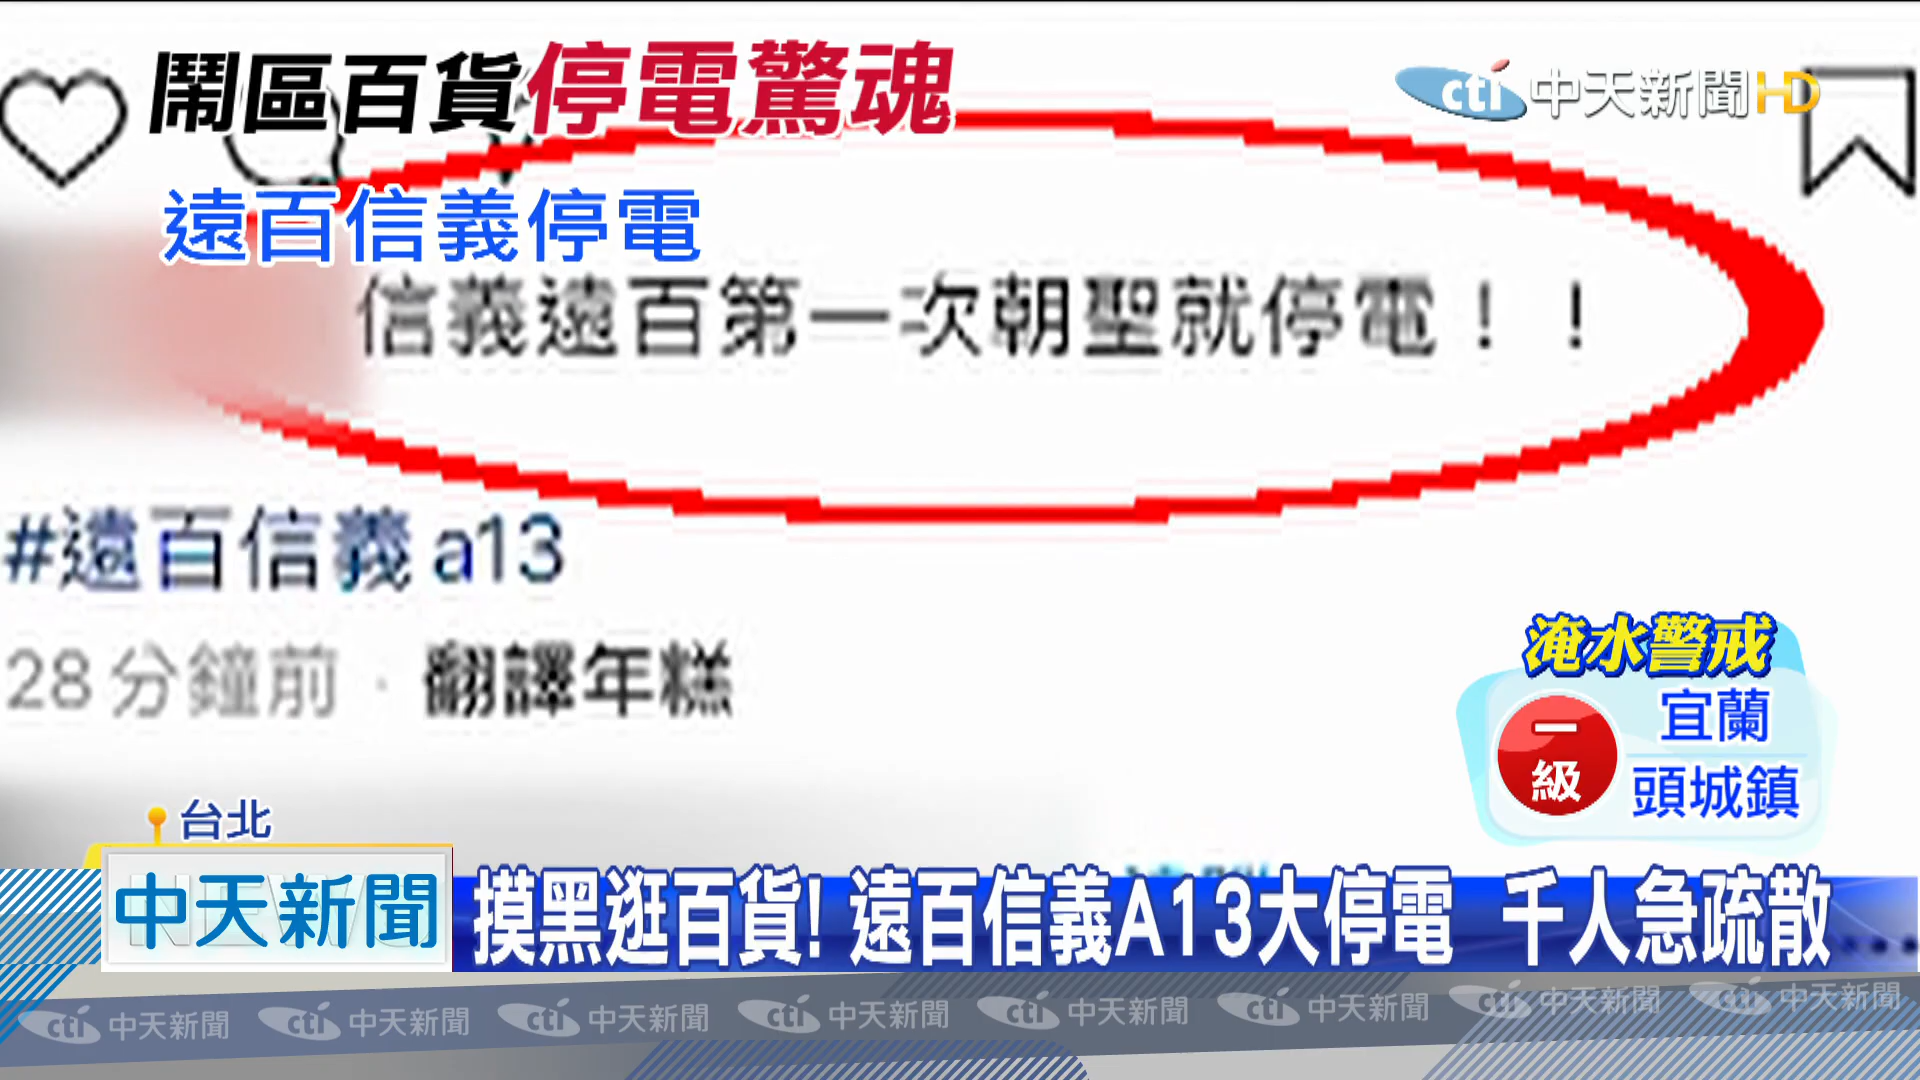 鬧區百貨停電驚魂
cti 中天新聞HD
遠百信義停電
信義遠百第一次朝聖就停電！！
#遠百信義a13
28分鐘前 · 翻譯年糕
淹水警戒
一級
宜蘭
頭城鎮
台北
中天新聞
摸黑逛百貨! 遠百信義A13大停電 千人急疏散
cti 中天新聞 cti 中天新聞 cti 中天新聞 cti 中天新聞 cti 中天新聞 cti 中天新聞 cti 中天新聞 cti 中天新聞